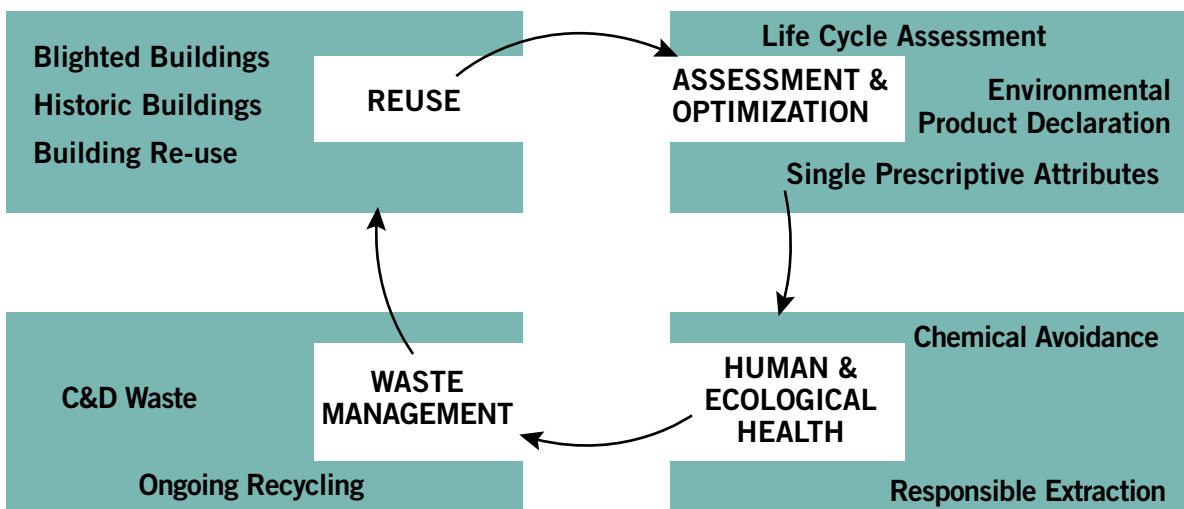 Blighted Buildings
Historic Buildings
Building Re-use
REUSE
Life Cycle Assessment
ASSESSMENT &
OPTIMIZATION
Environmental
Product Declaration
Single Prescriptive Attributes
C&D Waste
WASTE
MANAGEMENT
Ongoing Recycling
Chemical Avoidance
HUMAN &
ECOLOGICAL
HEALTH
Responsible Extraction